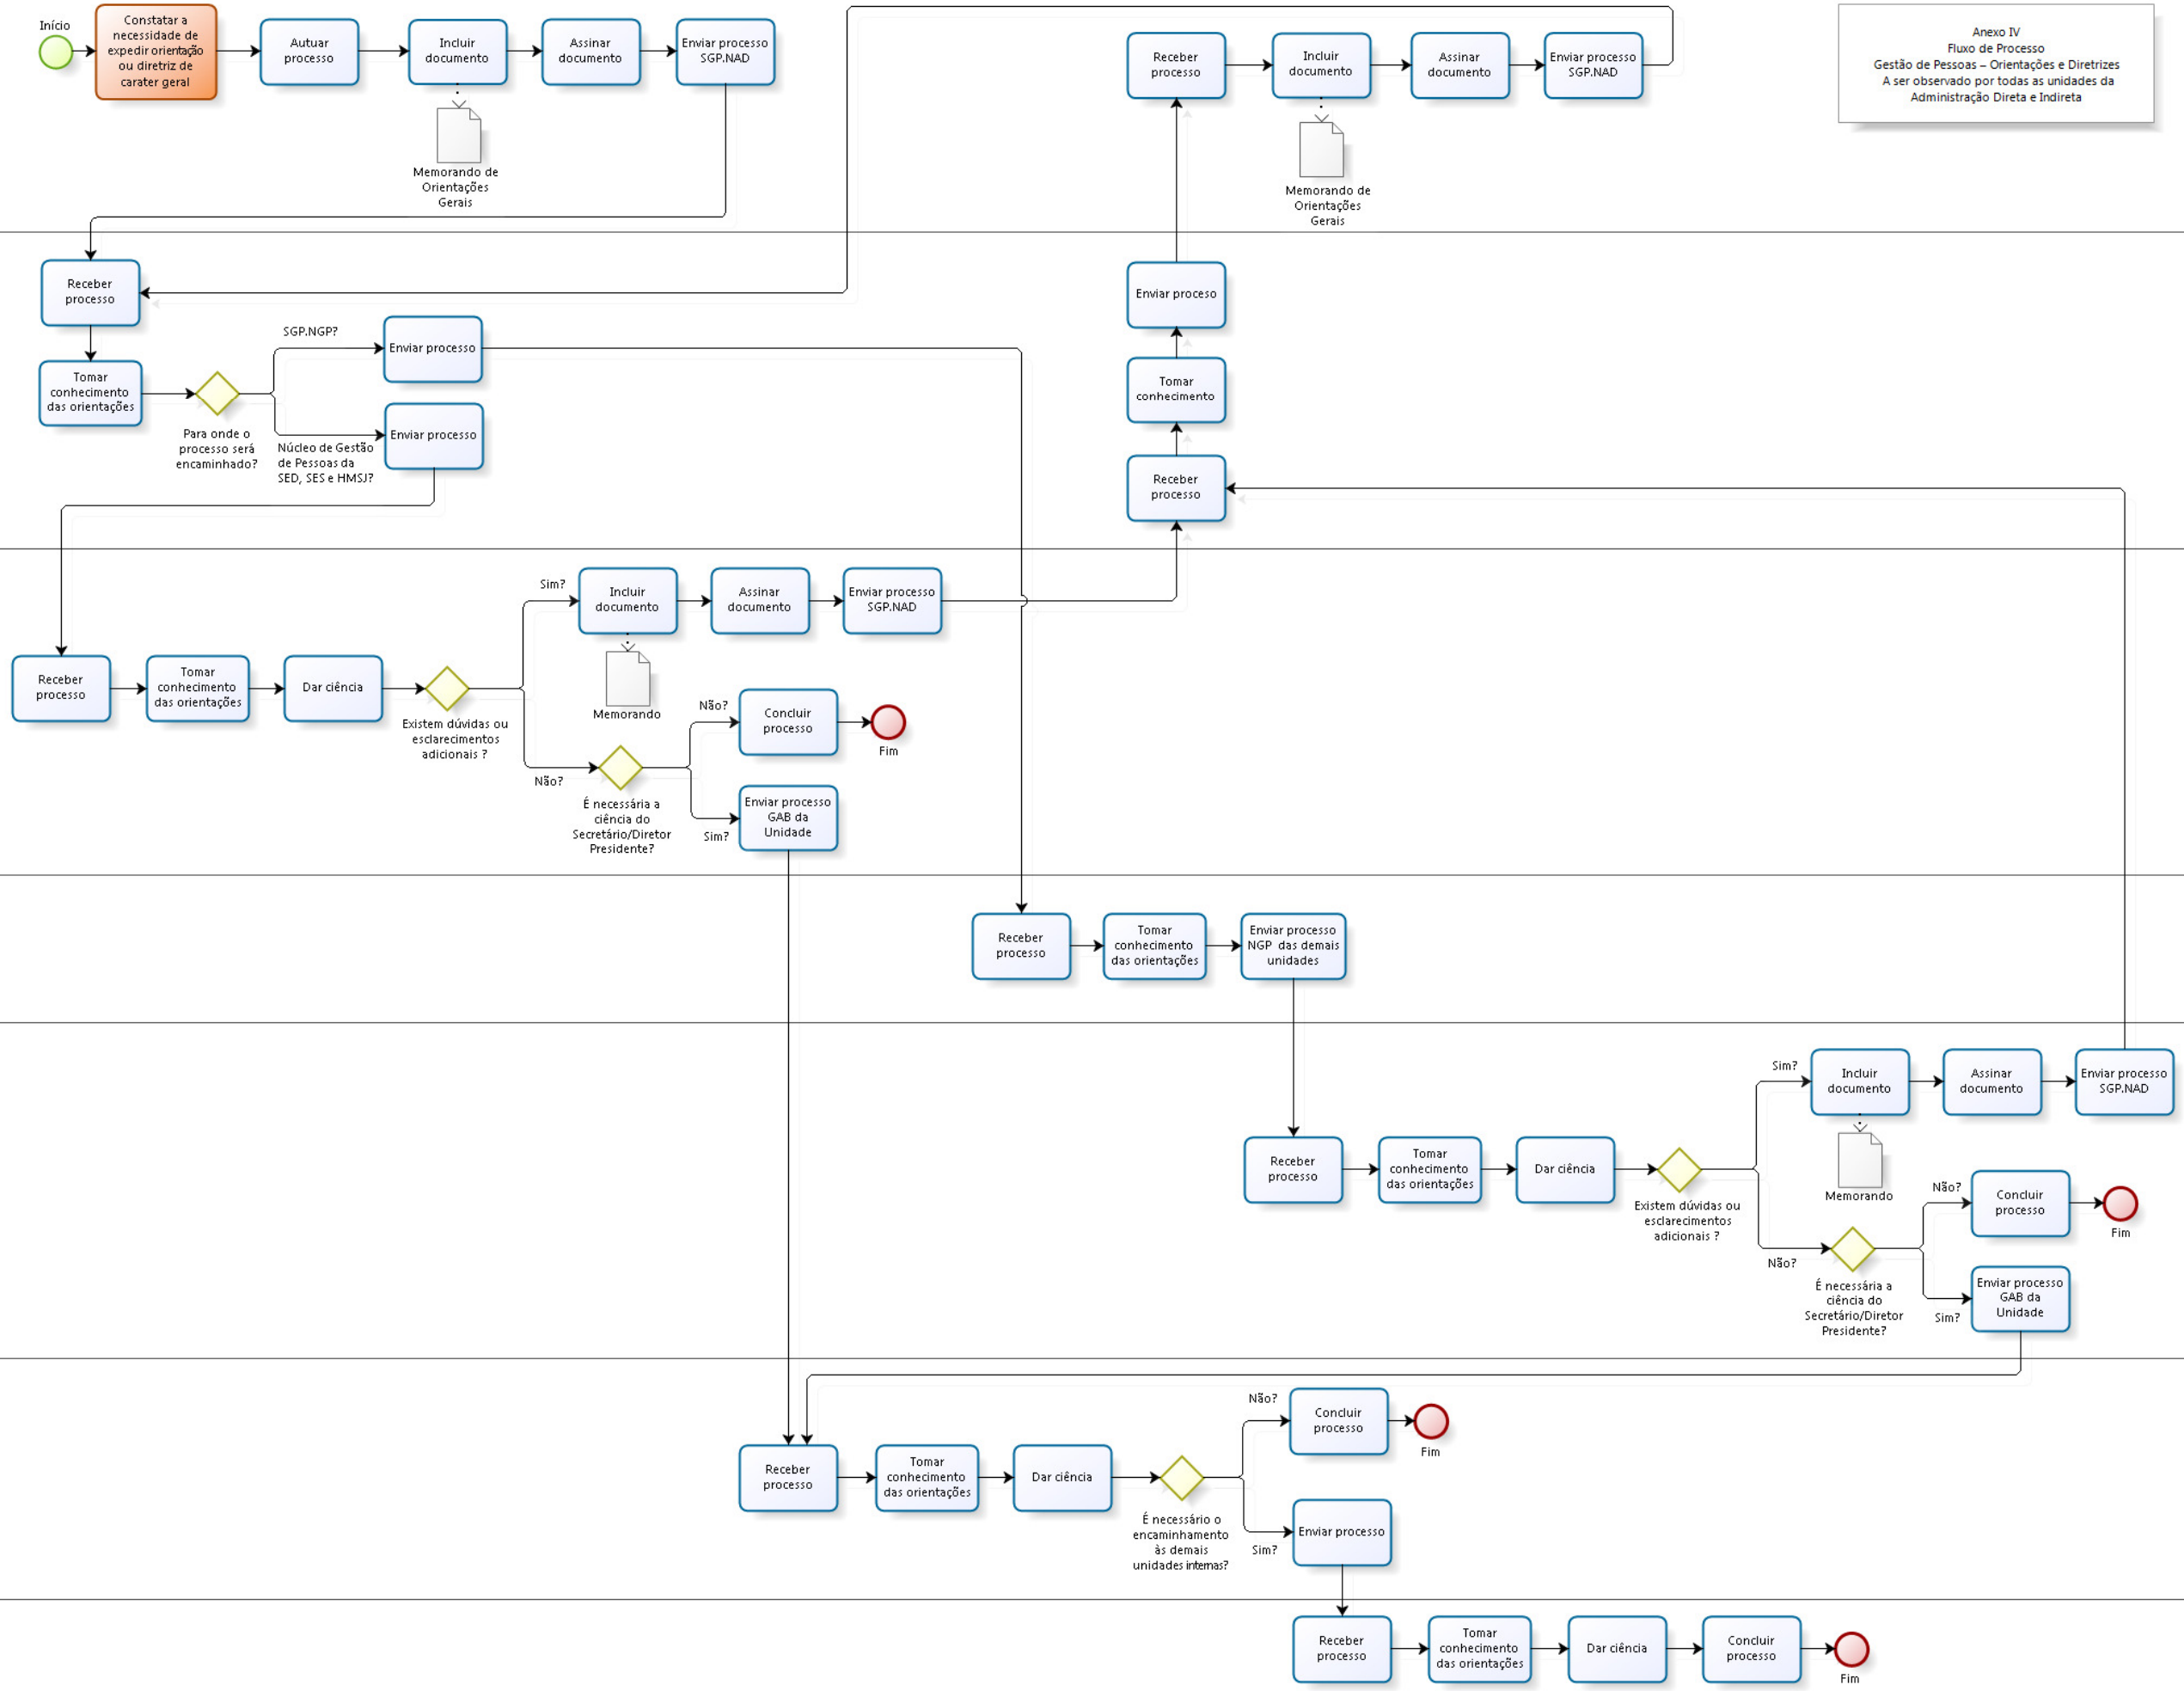 Início
Constatar a
necessidade de
expedir orientação
ou diretriz de
carater geral
Autuar
processo
Incluir
documento
Assinar
documento
Enviar processo
SGP.NAD
Memorando de
Orientações
Gerais
Receber
processo
Incluir
documento
Assinar
documento
Enviar processo
SGP.NAD
Memorando de
Orientações
Gerais
Anexo IV
Fluxo de Processo
Gestão de Pessoas – Orientações e Diretrizes
A ser observado por todas as unidades da
Administração Direta e Indireta
Receber
processo
Tomar
conhecimento
das orientações
Para onde o
processo será
encaminhado?
SGP.NGP?
Enviar processo
Núcleo de Gestão
de Pessoas da
SED, SES e HMSJ?
Enviar processo
Enviar proceso
Tomar
conhecimento
Receber
processo
Receber
processo
Tomar
conhecimento
das orientações
Dar ciência
Existem dúvidas ou
esclarecimentos
adicionais ?
Sim?
Incluir
documento
Assinar
documento
Enviar processo
SGP.NAD
Memorando
Não?
É necessária a
ciência do
Secretário/Diretor
Presidente?
Não?
Concluir
processo
Fim
Sim?
Enviar processo
GAB da
Unidade
Receber
processo
Tomar
conhecimento
das orientações
Enviar processo
NGP das demais
unidades
Receber
processo
Tomar
conhecimento
das orientações
Dar ciência
Existem dúvidas ou
esclarecimentos
adicionais ?
Sim?
Incluir
documento
Assinar
documento
Enviar processo
SGP.NAD
Memorando
Não?
É necessária a
ciência do
Secretário/Diretor
Presidente?
Não?
Concluir
processo
Fim
Sim?
Enviar processo
GAB da
Unidade
Receber
processo
Tomar
conhecimento
das orientações
Dar ciência
É necessário o
encaminhamento
às demais
unidades internas?
Não?
Concluir
processo
Fim
Sim?
Enviar processo
Receber
processo
Tomar
conhecimento
das orientações
Dar ciência
Concluir
processo
Fim